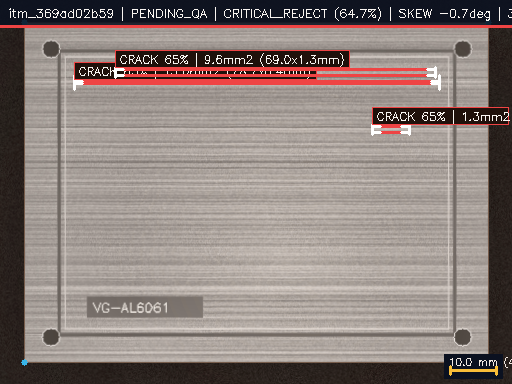 itm_369ad02b59 | PENDING_QA | CRITICAL_REJECT (64.7%) | SKEW -0.7deg |
CRACK 65% | 9.6mm2 (69.0x1.3mm)
CRACK
CRACK 65% | 1.3mm2
VG-AL6061
10.0 mm